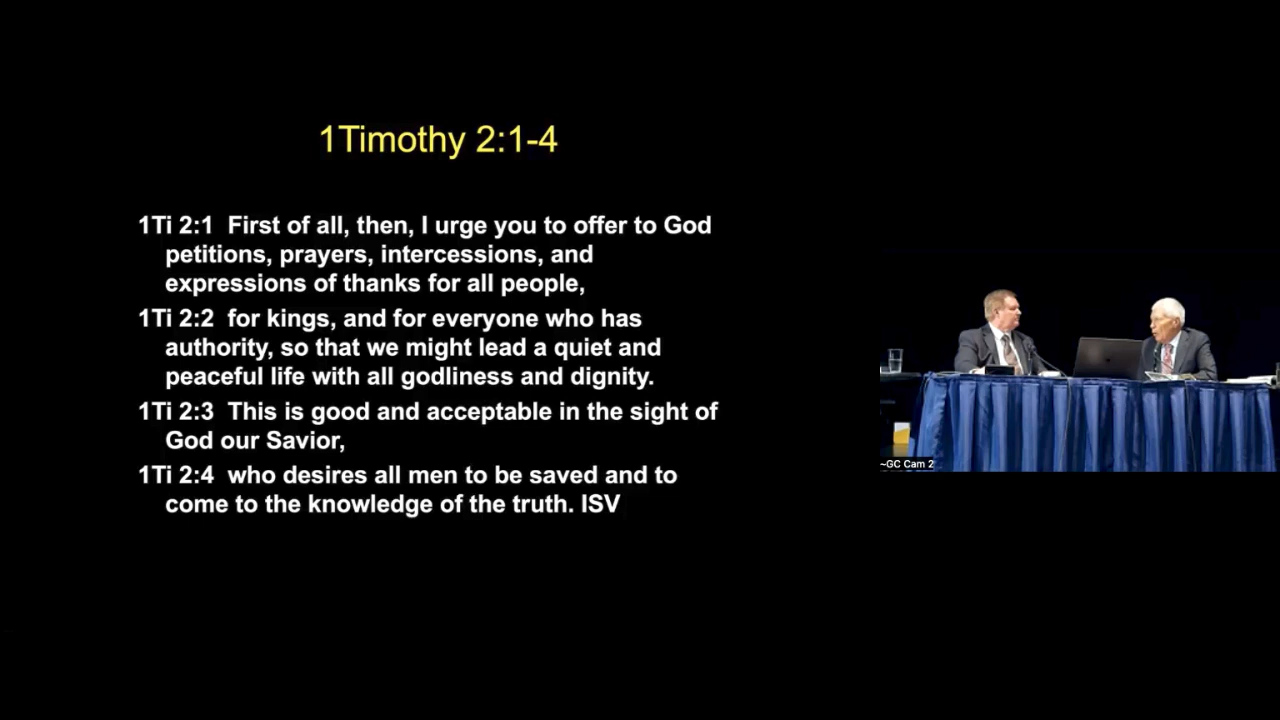 1Timothy 2:1-4
1Ti 2:1  First of all, then, I urge you to offer to God
petitions, prayers, intercessions, and
expressions of thanks for all people,
1Ti 2:2  for kings, and for everyone who has
authority, so that we might lead a quiet and
peaceful life with all godliness and dignity.
1Ti 2:3  This is good and acceptable in the sight of
God our Savior,
1Ti 2:4  who desires all men to be saved and to
come to the knowledge of the truth. ISV
~GC Cam 2